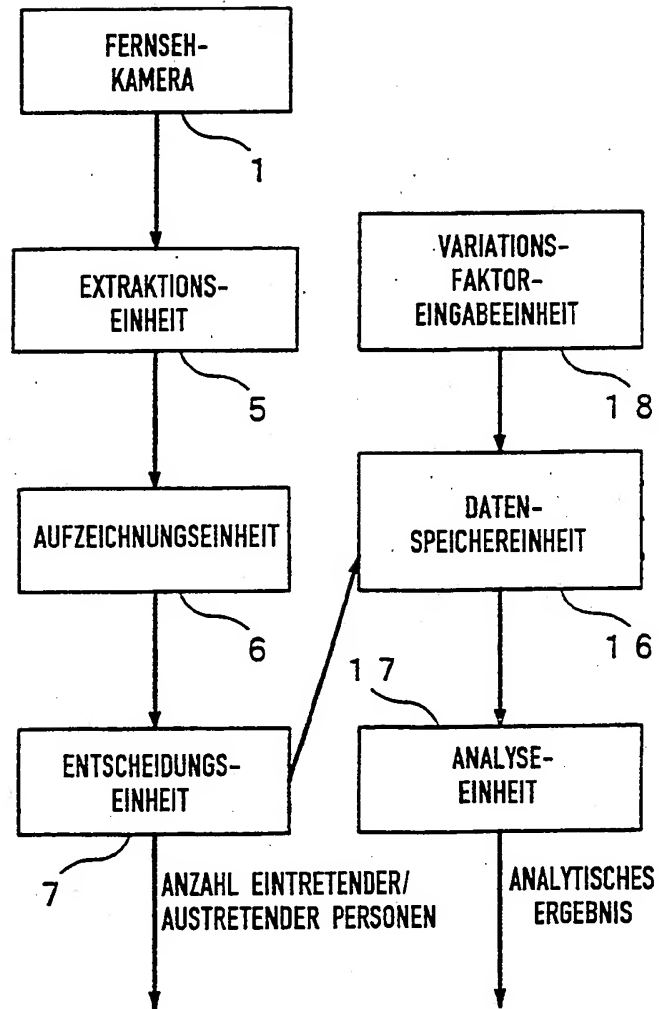 FERNSEH-
KAMERA
1
EXTRAKTIONS-
EINHEIT
5
AUFZEICHNUNGSEINHEIT
6
ENTSCHEIDUNGS-
EINHEIT
7
ANZAHL EINTRETENDER/
AUSTRETENDER PERSONEN
VARIATIONS-
FAKTOR-
EINGABEEINHEIT
18
DATEN-
SPEICHEREINHEIT
16
17
ANALYSE-
EINHEIT
ANALYTISCHES
ERGEBNIS